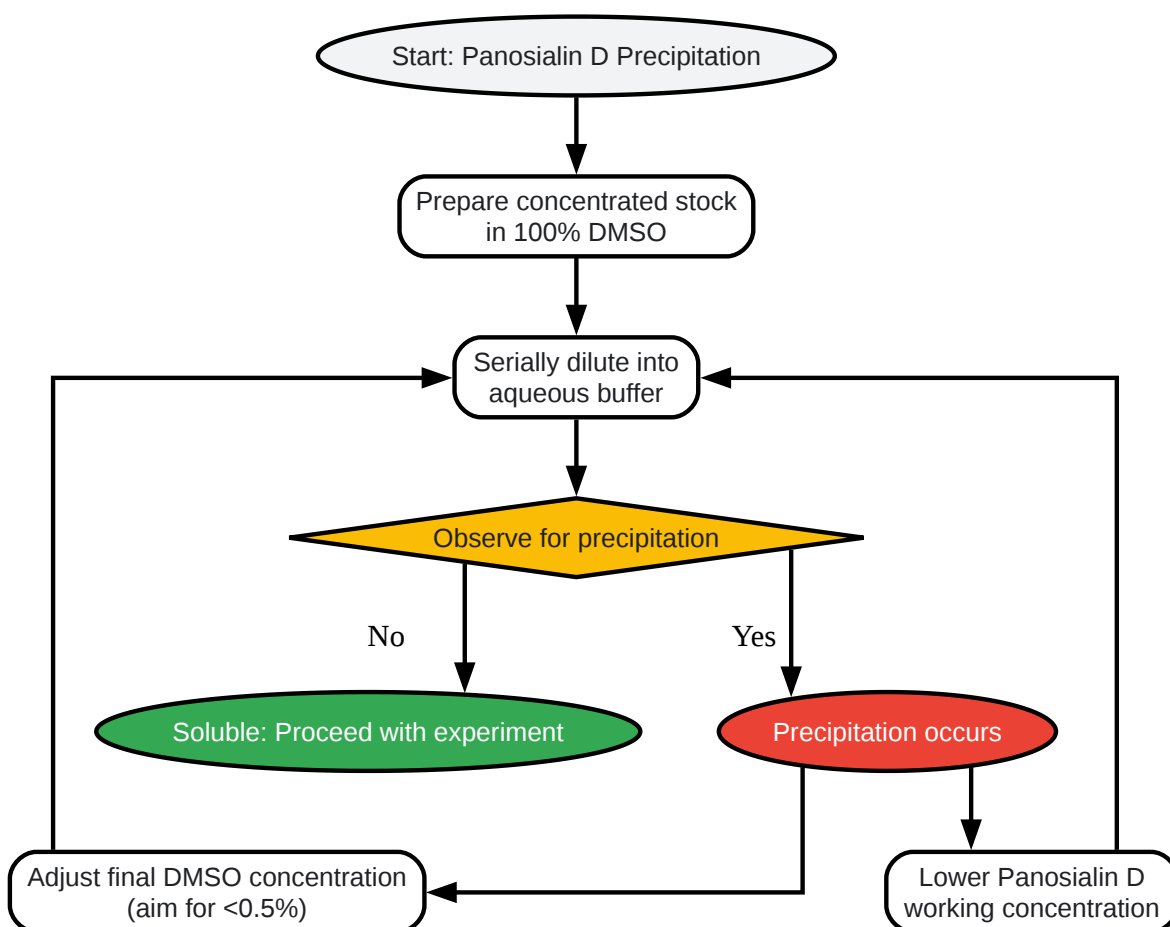 Start: Panosialin D Precipitation
Prepare concentrated stock
in 100% DMSO
Serially dilute into
aqueous buffer
Observe for precipitation
No
Yes
Soluble: Proceed with experiment
Precipitation occurs
Adjust final DMSO concentration
(aim for <0.5%)
Lower Panosialin D
working concentration